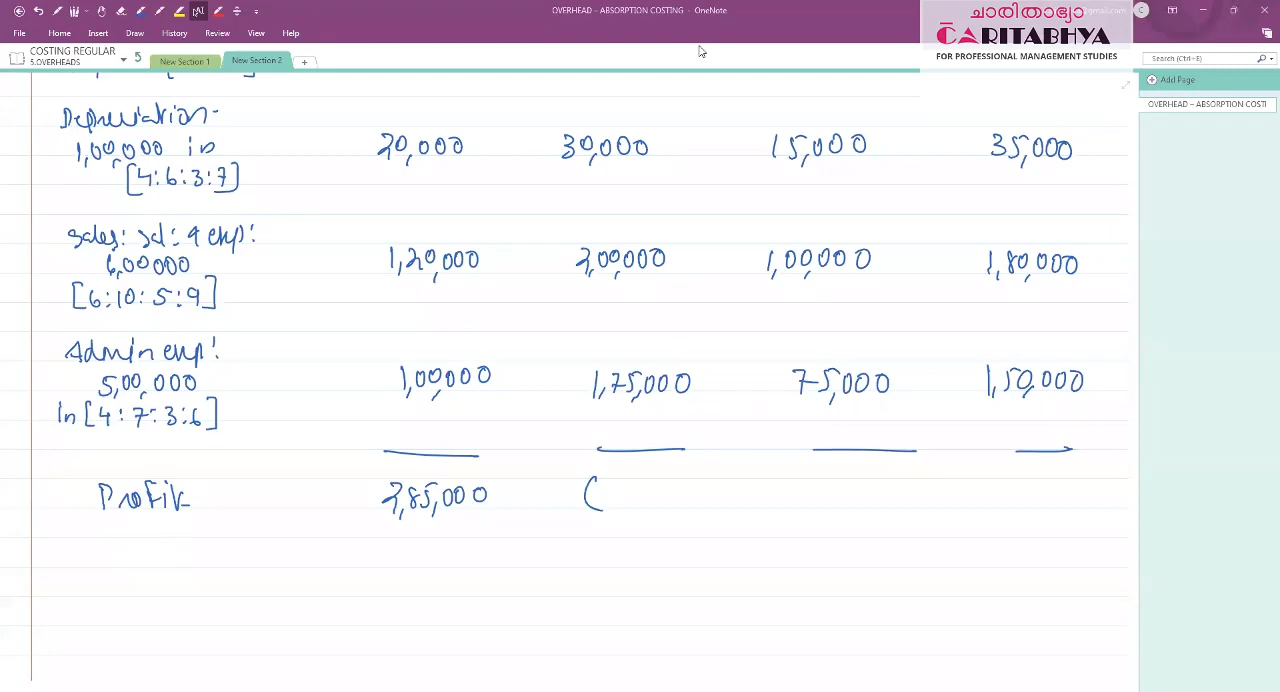 OVERHEAD – ABSORPTION COSTING - OneNote
File Home Insert Draw History Review View Help
ചാരിതാഭ്യാ
CARITABHYA
FOR PROFESSIONAL MANAGEMENT STUDIES
COSTING REGULAR
5.OVERHEADS
5
New Section 1
New Section 2
Search (Ctrl+E)
Add Page
OVERHEAD – ABSORPTION COSTI
Depreciation-
1,00,000 in 20,000 30,000 15,000 35,000
[4:6:3:7]
Sales: Sal: & exp:
6,00000 1,20,000 2,00,000 1,00,000 1,80,000
[6:10:5:9]
Admin exp:
5,00,000 1,00,000 1,75,000 75,000 1,50,000
In [4:7:3:6]
Profit 2,85,000 (